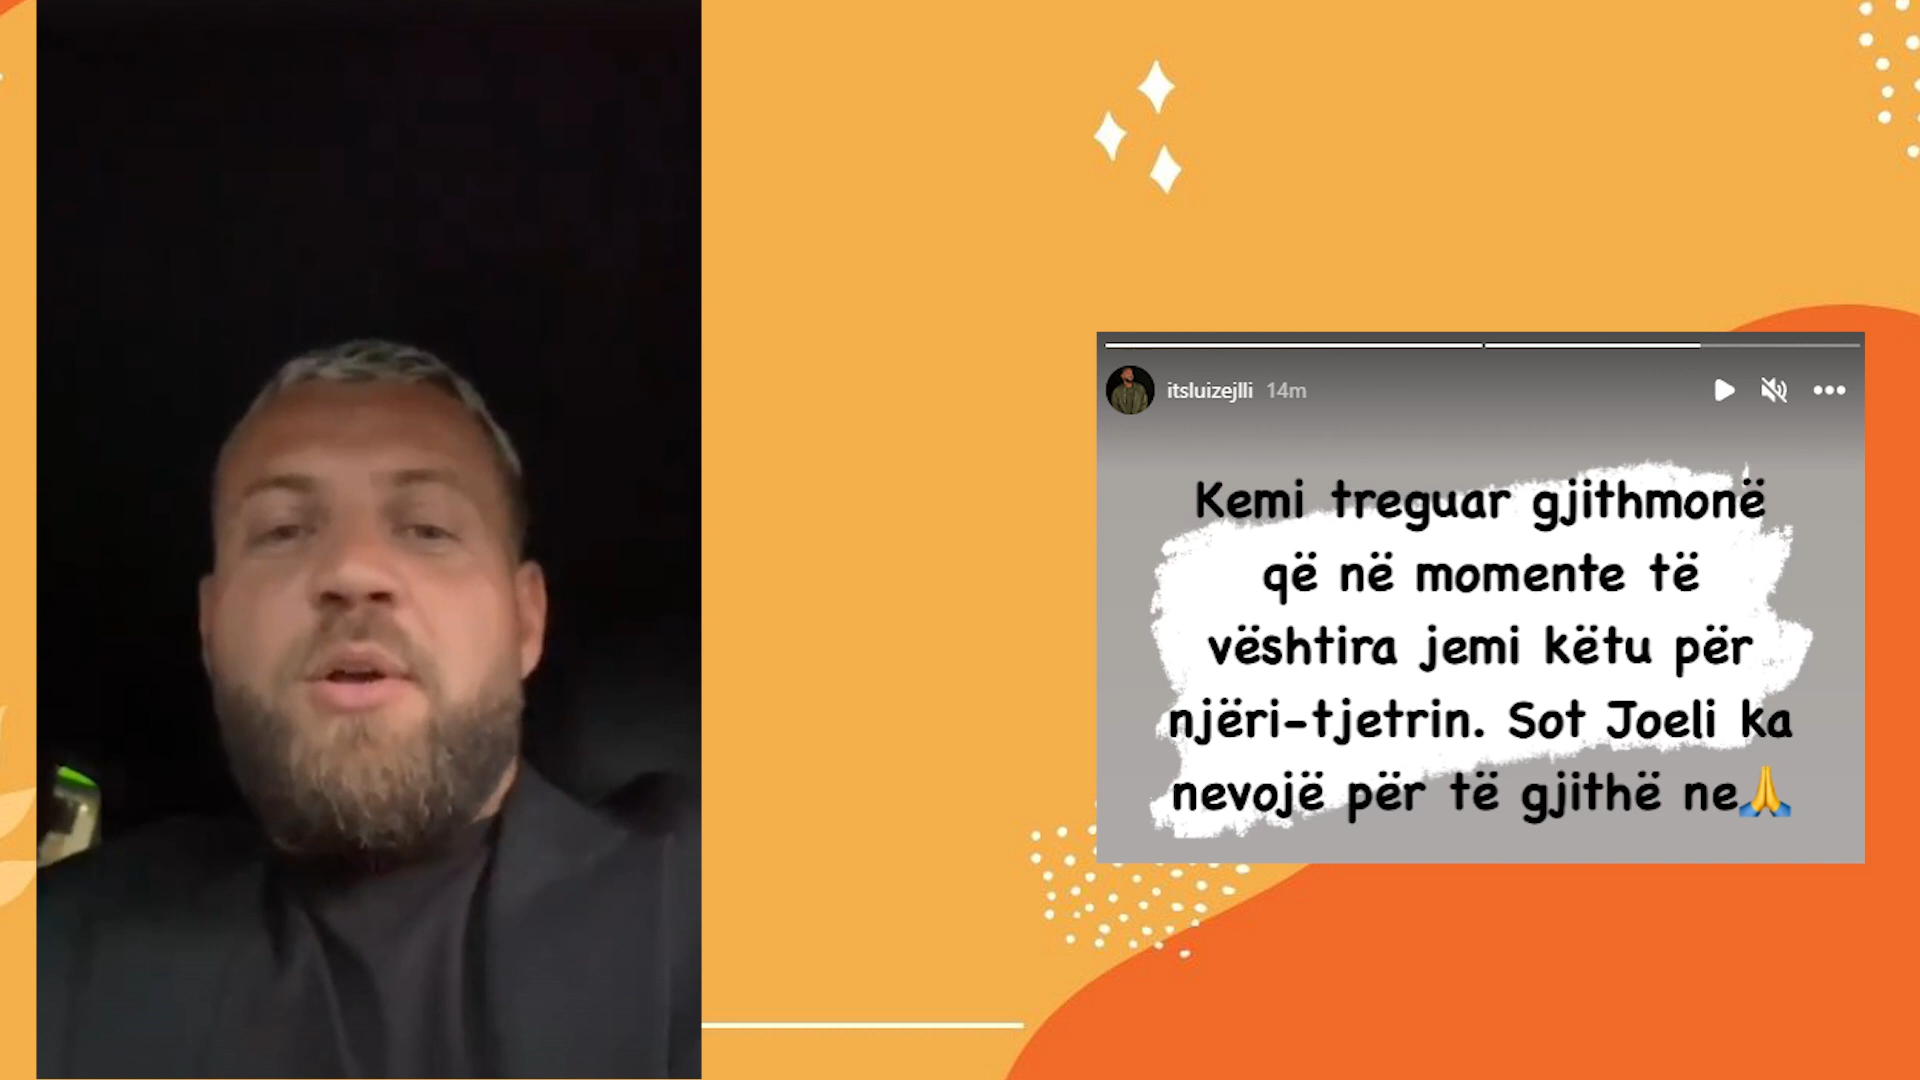 itsluizejlli 14m
Kemi treguar gjithmonë
që në momente të
vështira jemi këtu për
njëri-tjetrin. Sot Joeli ka
nevojë për të gjithë ne🙏